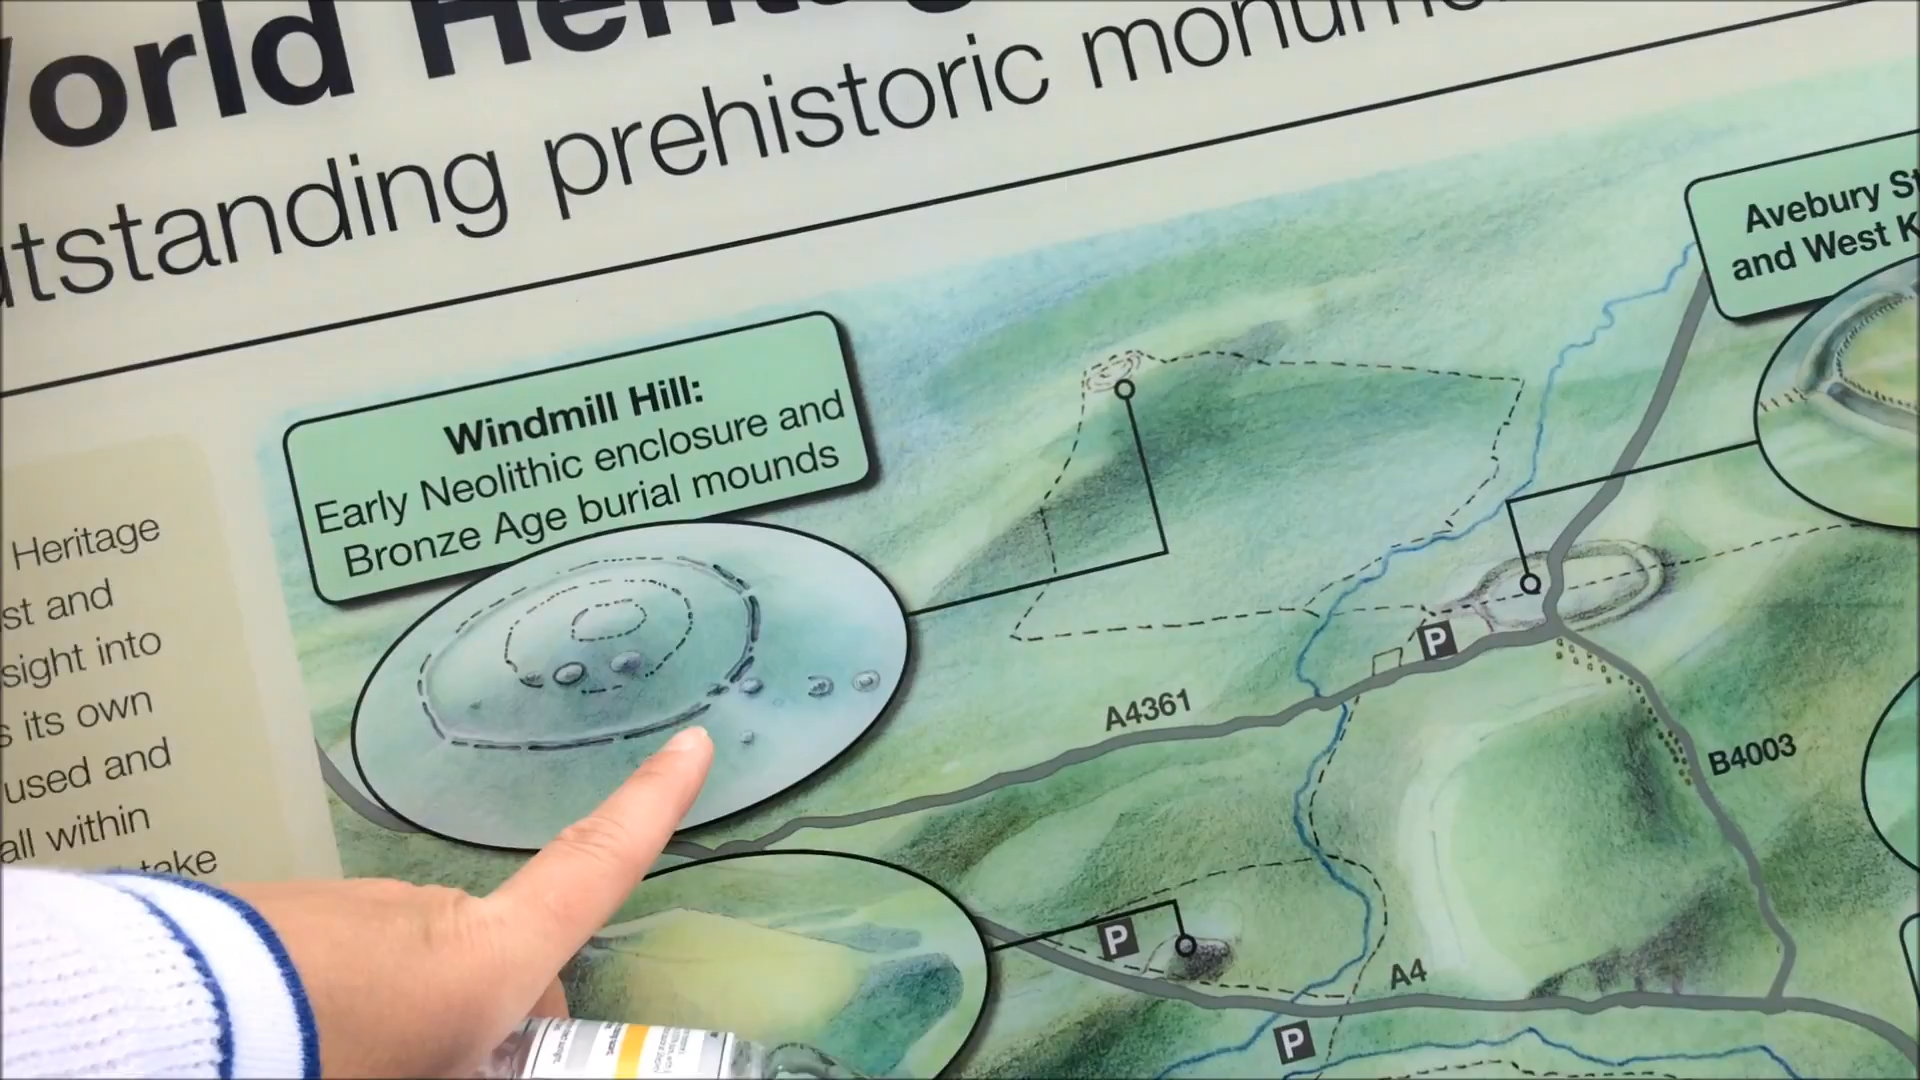 World Heritag
utstanding prehistoric monum
Avebury St
and West K
Windmill Hill:
Early Neolithic enclosure and
Bronze Age burial mounds
Heritage
st and
sight into
s its own
used and
all within
take
P
A4361
B4003
P
A4
P